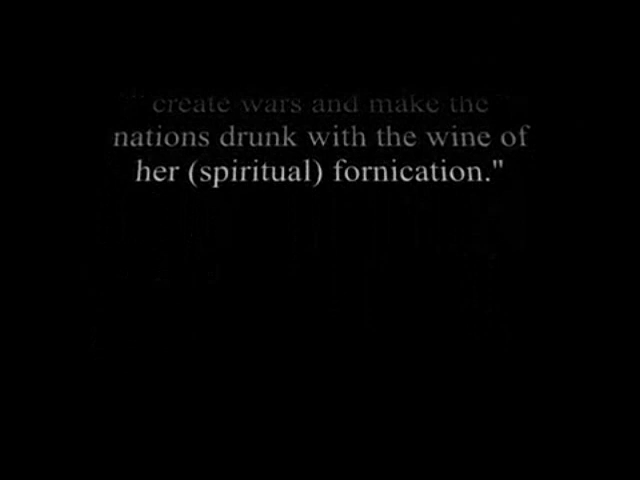 create wars and make the
nations drunk with the wine of
her (spiritual) fornication."